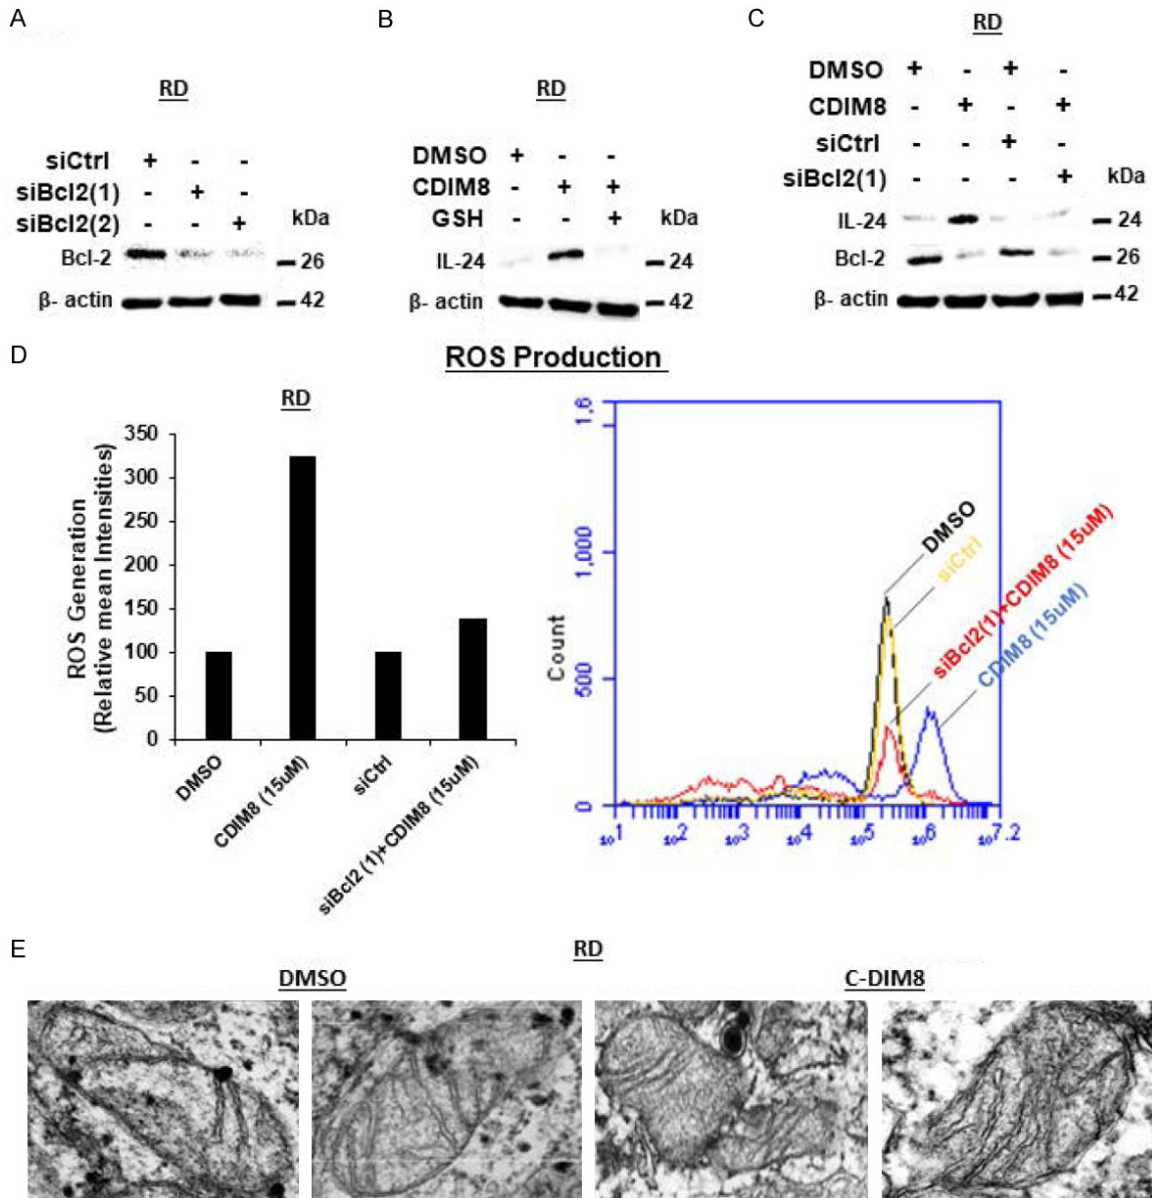 A
RD
siCtrl + - -
siBcl2(1) - + -
siBcl2(2) - - + kDa
Bcl-2 26
β- actin 42
B
RD
DMSO + - -
CDIM8 - + +
GSH - - + kDa
IL-24 24
β- actin 42
C
RD
DMSO + - + -
CDIM8 - + - +
siCtrl - - + -
siBcl2(1) - - - + kDa
IL-24 24
Bcl-2 26
β- actin 42
D
ROS Production
RD
ROS Generation
(Relative mean Intensities)
350
300
250
200
150
100
50
0
DMSO
CDIM8 (15uM)
siCtrl
siBcl2 (1)+CDIM8 (15uM)
Count
1.6
1,000
500
0
10 1
10 2
10 3
10 4
10 5
10 6
10 7.2
DMSO
siCtrl
siBcl2(1)+CDIM8 (15uM)
CDIM8 (15uM)
E
RD
DMSO
C-DIM8